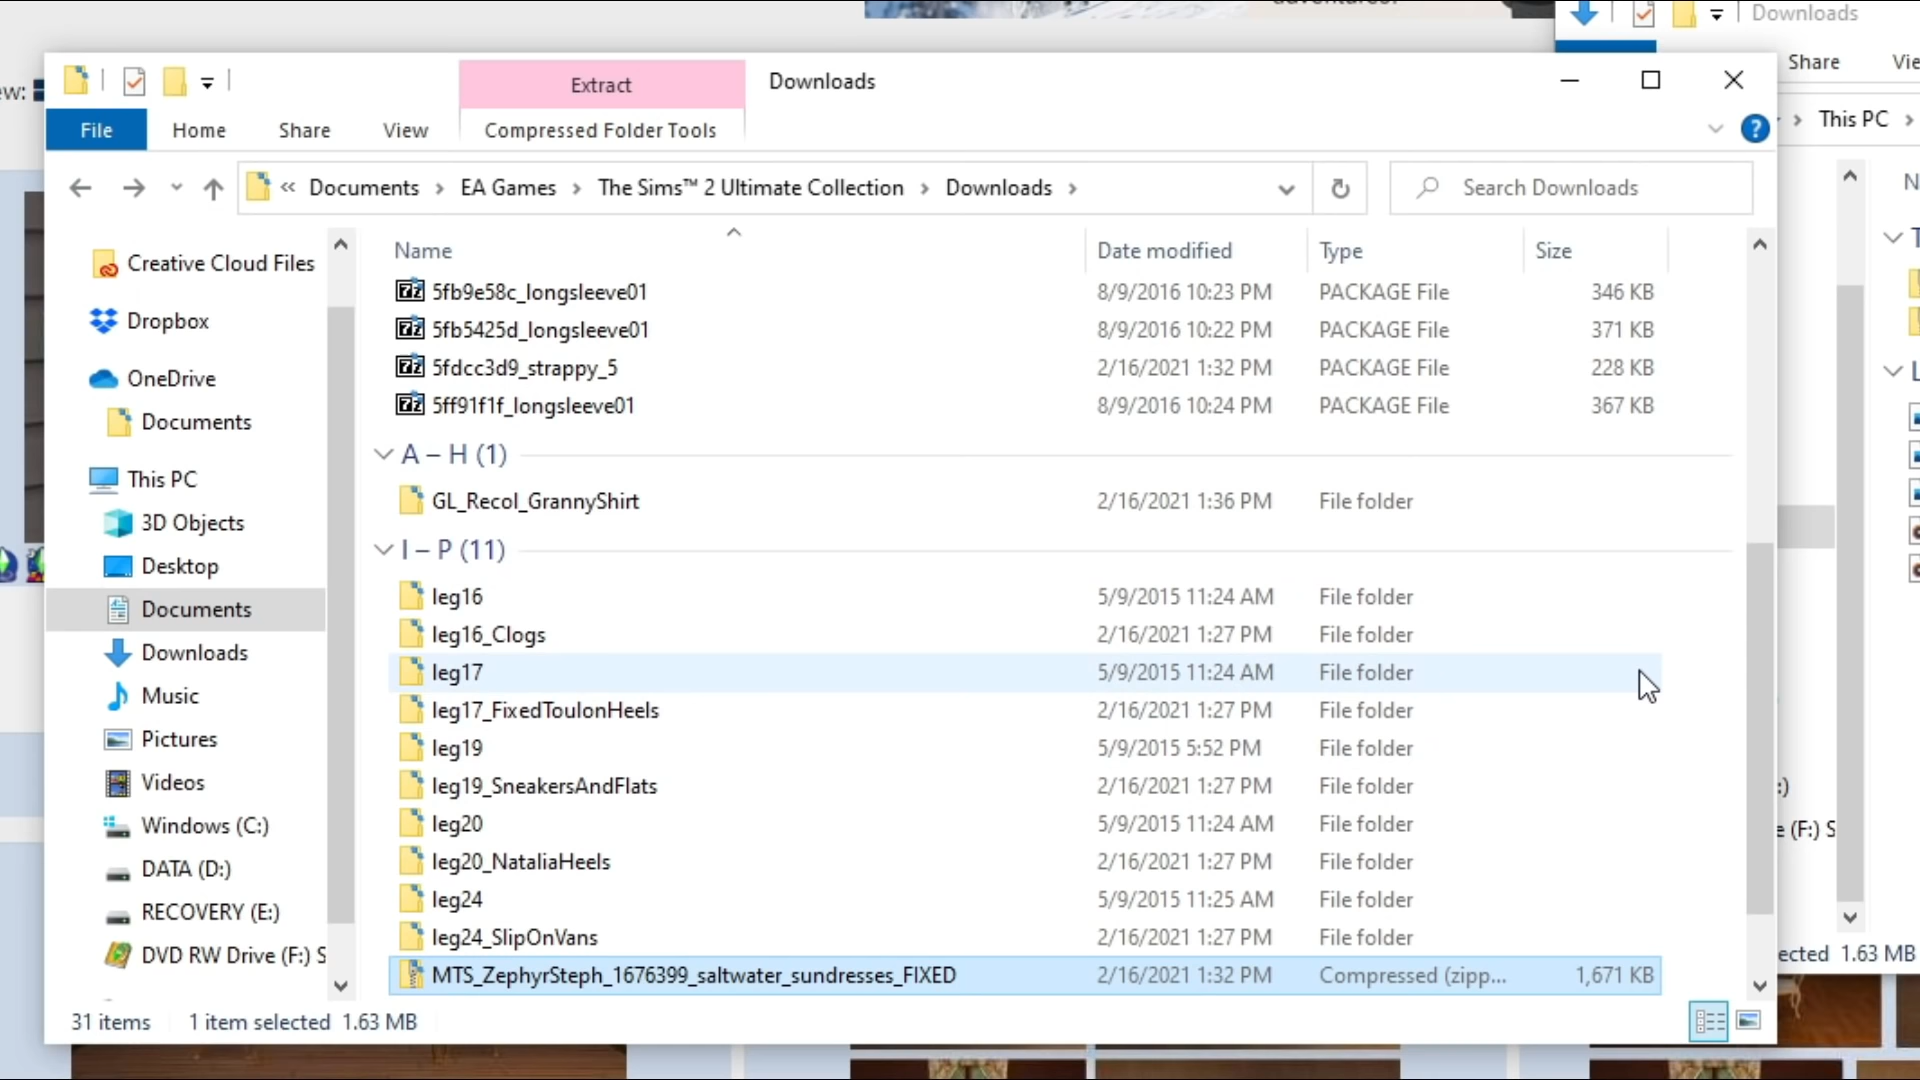 Downloads
Share
Vie
This PC
Extract
Downloads
File
Home
Share
View
Compressed Folder Tools
?
« Documents › EA Games › The Sims™ 2 Ultimate Collection › Downloads ›
Search Downloads
Creative Cloud Files
Dropbox
OneDrive
Documents
This PC
3D Objects
Desktop
Documents
Downloads
Music
Pictures
Videos
Windows (C:)
DATA (D:)
RECOVERY (E:)
DVD RW Drive (F:) S
Name Date modified Type Size
5fb9e58c_longsleeve01 8/9/2016 10:23 PM PACKAGE File 346 KB
5fb5425d_longsleeve01 8/9/2016 10:22 PM PACKAGE File 371 KB
5fdcc3d9_strappy_5 2/16/2021 1:32 PM PACKAGE File 228 KB
5ff91f1f_longsleeve01 8/9/2016 10:24 PM PACKAGE File 367 KB
A – H (1)
GL_Recol_GrannyShirt 2/16/2021 1:36 PM File folder
I – P (11)
leg16 5/9/2015 11:24 AM File folder
leg16_Clogs 2/16/2021 1:27 PM File folder
leg17 5/9/2015 11:24 AM File folder
leg17_FixedToulonHeels 2/16/2021 1:27 PM File folder
leg19 5/9/2015 5:52 PM File folder
leg19_SneakersAndFlats 2/16/2021 1:27 PM File folder
leg20 5/9/2015 11:24 AM File folder
leg20_NataliaHeels 2/16/2021 1:27 PM File folder
leg24 5/9/2015 11:25 AM File folder
leg24_SlipOnVans 2/16/2021 1:27 PM File folder
MTS_ZephyrSteph_1676399_saltwater_sundresses_FIXED 2/16/2021 1:32 PM Compressed (zipp... 1,671 KB
31 items 1 item selected 1.63 MB
:)
e (F:) S
ected 1.63 MB